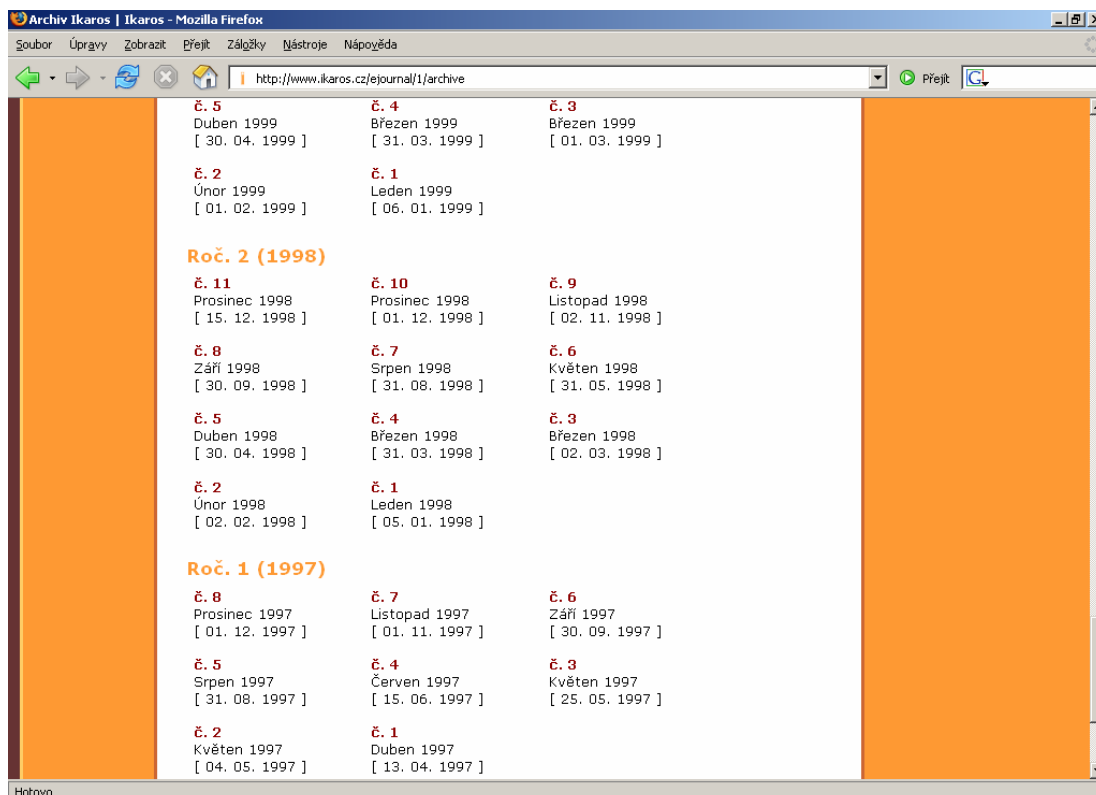 Archiv Ikaros | Ikaros - Mozilla Firefox
Soubor Úpravy Zobrazit Přejít Záložky Nástroje Nápověda
http://www.ikaros.cz/ejournal/1/archive Přejít G
č. 5 č. 4 č. 3
Duben 1999 Březen 1999 Březen 1999
[ 30. 04. 1999 ] [ 31. 03. 1999 ] [ 01. 03. 1999 ]
č. 2 č. 1
Únor 1999 Leden 1999
[ 01. 02. 1999 ] [ 06. 01. 1999 ]
Roč. 2 (1998)
č. 11 č. 10 č. 9
Prosinec 1998 Prosinec 1998 Listopad 1998
[ 15. 12. 1998 ] [ 01. 12. 1998 ] [ 02. 11. 1998 ]
č. 8 č. 7 č. 6
Září 1998 Srpen 1998 Květen 1998
[ 30. 09. 1998 ] [ 31. 08. 1998 ] [ 31. 05. 1998 ]
č. 5 č. 4 č. 3
Duben 1998 Březen 1998 Březen 1998
[ 30. 04. 1998 ] [ 31. 03. 1998 ] [ 02. 03. 1998 ]
č. 2 č. 1
Únor 1998 Leden 1998
[ 02. 02. 1998 ] [ 05. 01. 1998 ]
Roč. 1 (1997)
č. 8 č. 7 č. 6
Prosinec 1997 Listopad 1997 Září 1997
[ 01. 12. 1997 ] [ 01. 11. 1997 ] [ 30. 09. 1997 ]
č. 5 č. 4 č. 3
Srpen 1997 Červen 1997 Květen 1997
[ 31. 08. 1997 ] [ 15. 06. 1997 ] [ 25. 05. 1997 ]
č. 2 č. 1
Květen 1997 Duben 1997
[ 04. 05. 1997 ] [ 13. 04. 1997 ]
Hotovo